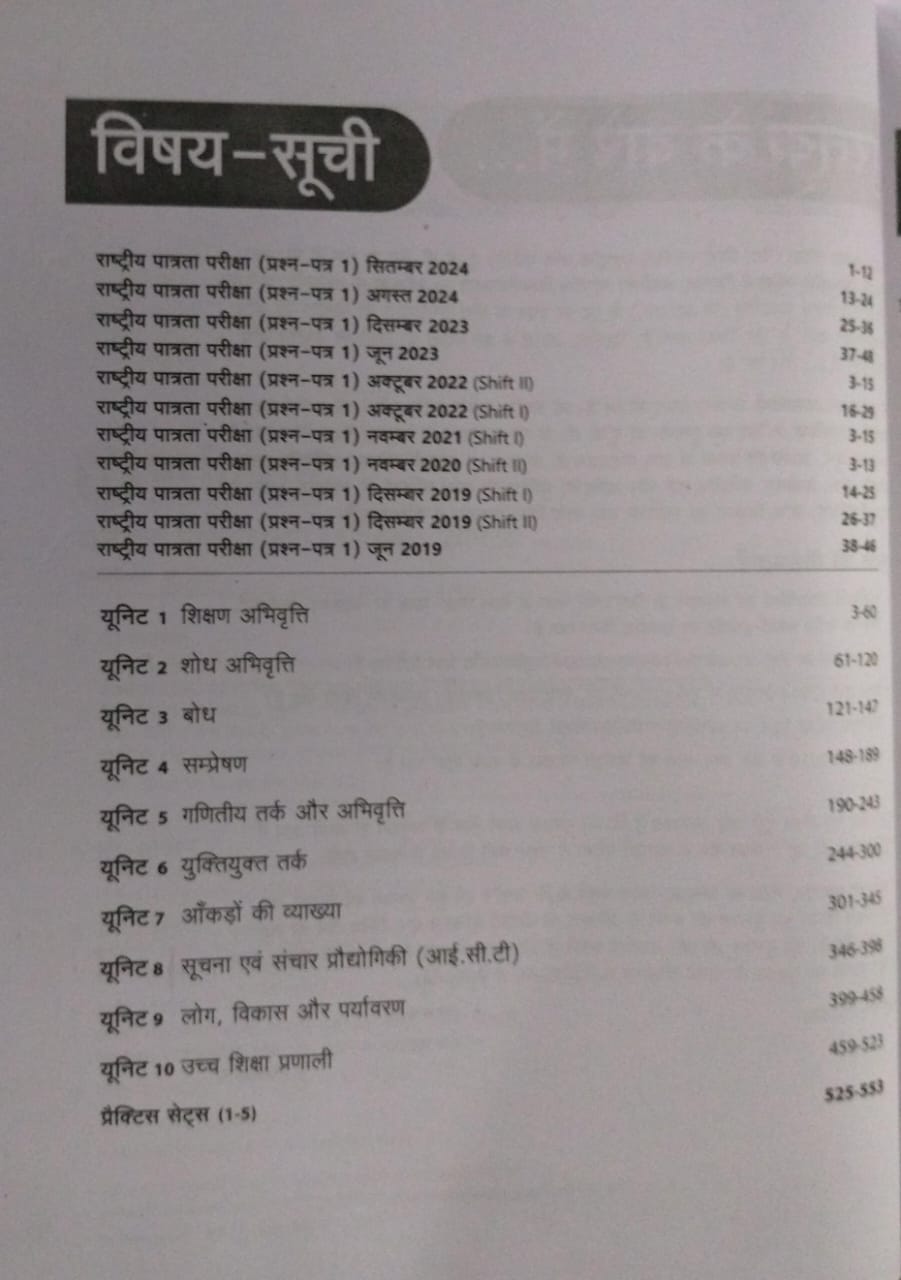 विषय-सूची
राष्ट्रीय पात्रता परीक्षा (प्रश्न-पत्र 1) सितम्बर 2024 1-12
राष्ट्रीय पात्रता परीक्षा (प्रश्न-पत्र 1) अगस्त 2024 13-24
राष्ट्रीय पात्रता परीक्षा (प्रश्न-पत्र 1) दिसम्बर 2023 25-36
राष्ट्रीय पात्रता परीक्षा (प्रश्न-पत्र 1) जून 2023 37-48
राष्ट्रीय पात्रता परीक्षा (प्रश्न-पत्र 1) अक्टूबर 2022 (Shift II) 3-15
राष्ट्रीय पात्रता परीक्षा (प्रश्न-पत्र 1) अक्टूबर 2022 (Shift I) 16-29
राष्ट्रीय पात्रता परीक्षा (प्रश्न-पत्र 1) नवम्बर 2021 (Shift I) 3-15
राष्ट्रीय पात्रता परीक्षा (प्रश्न-पत्र 1) नवम्बर 2020 (Shift II) 3-13
राष्ट्रीय पात्रता परीक्षा (प्रश्न-पत्र 1) दिसम्बर 2019 (Shift I) 14-25
राष्ट्रीय पात्रता परीक्षा (प्रश्न-पत्र 1) दिसम्बर 2019 (Shift II) 26-37
राष्ट्रीय पात्रता परीक्षा (प्रश्न-पत्र 1) जून 2019 38-46
यूनिट 1 शिक्षण अभिवृत्ति 3-60
यूनिट 2 शोध अभिवृत्ति 61-120
यूनिट 3 बोध 121-147
यूनिट 4 सम्प्रेषण 148-189
यूनिट 5 गणितीय तर्क और अभिवृत्ति 190-243
यूनिट 6 युक्तियुक्त तर्क 244-300
यूनिट 7 आँकड़ों की व्याख्या 301-345
यूनिट 8 सूचना एवं संचार प्रौद्योगिकी (आई.सी.टी) 346-398
यूनिट 9 लोग, विकास और पर्यावरण 399-458
यूनिट 10 उच्च शिक्षा प्रणाली 459-523
प्रैक्टिस सेट्स (1-5) 525-553